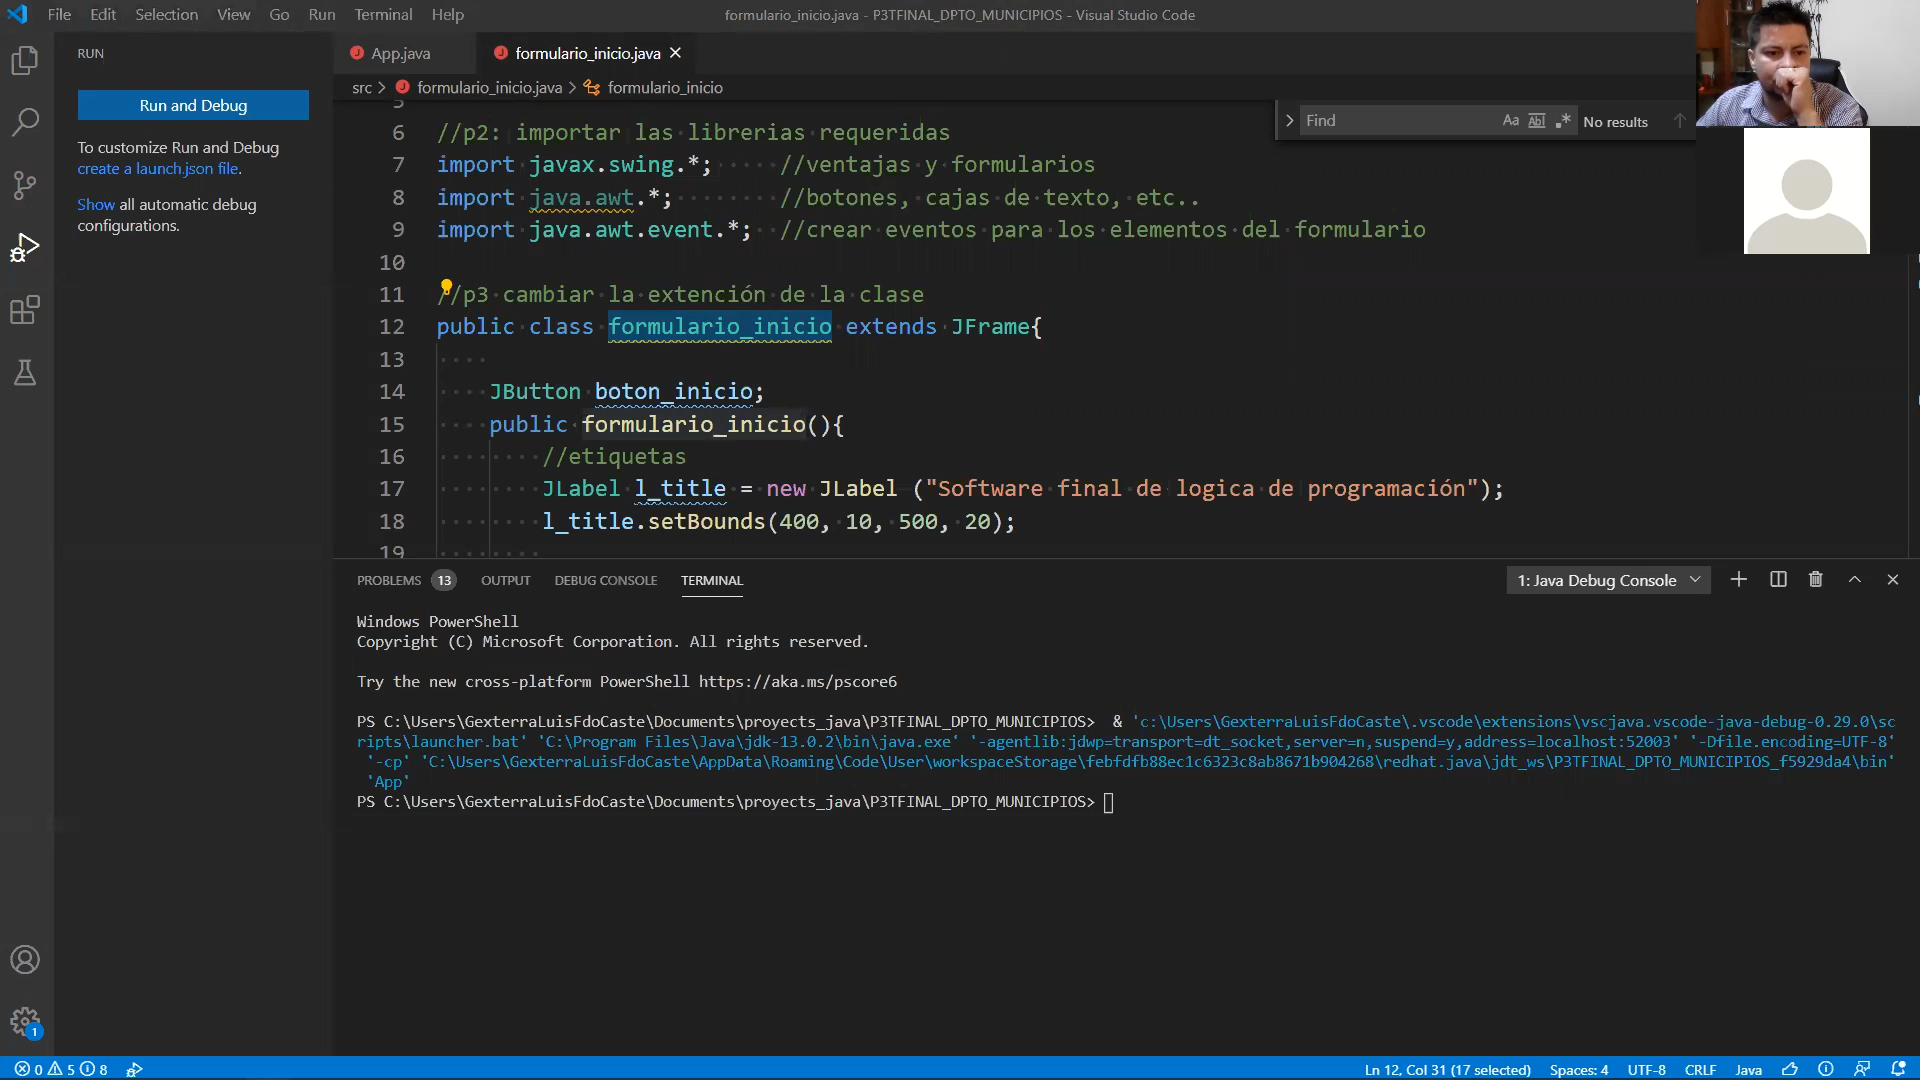 File Edit Selection View Go Run Terminal Help
formulario_inicio.java - P3TFINAL_DPTO_MUNICIPIOS - Visual Studio Code
RUN
Run and Debug
To customize Run and Debug
create a launch.json file.
Show all automatic debug
configurations.
App.java
formulario_inicio.java
src > formulario_inicio.java > formulario_inicio
Find
Aa Abl .*
No results
5
6 //p2: importar las librerias requeridas
7 import javax.swing.*; //ventajas y formularios
8 import java.awt.*; //botones, cajas de texto, etc..
9 import java.awt.event.*; //crear eventos para los elementos del formulario
10
11 //p3 cambiar la extención de la clase
12 public class formulario_inicio extends JFrame{
13
14 JButton boton_inicio;
15 public formulario_inicio(){
16 //etiquetas
17 JLabel l_title = new JLabel ("Software final de logica de programación");
18 l_title.setBounds(400, 10, 500, 20);
19
PROBLEMS 13 OUTPUT DEBUG CONSOLE TERMINAL
1: Java Debug Console
Windows PowerShell
Copyright (C) Microsoft Corporation. All rights reserved.
Try the new cross-platform PowerShell https://aka.ms/pscore6
PS C:\Users\GexterraLuisFdoCaste\Documents\proyects_java\P3TFINAL_DPTO_MUNICIPIOS> & 'c:\Users\GexterraLuisFdoCaste\.vscode\extensions\vscjava.vscode-java-debug-0.29.0\sc
ripts\launcher.bat' 'C:\Program Files\Java\jdk-13.0.2\bin\java.exe' '-agentlib:jdwp=transport=dt_socket,server=n,suspend=y,address=localhost:52003' '-Dfile.encoding=UTF-8'
'-cp' 'C:\Users\GexterraLuisFdoCaste\AppData\Roaming\Code\User\workspaceStorage\febfdfb88ec1c6323c8ab8671b904268\redhat.java\jdt_ws\P3TFINAL_DPTO_MUNICIPIOS_f5929da4\bin'
'App'
PS C:\Users\GexterraLuisFdoCaste\Documents\proyects_java\P3TFINAL_DPTO_MUNICIPIOS>
1
0 5 8
Ln 12, Col 31 (17 selected) Spaces: 4 UTF-8 CRLF Java